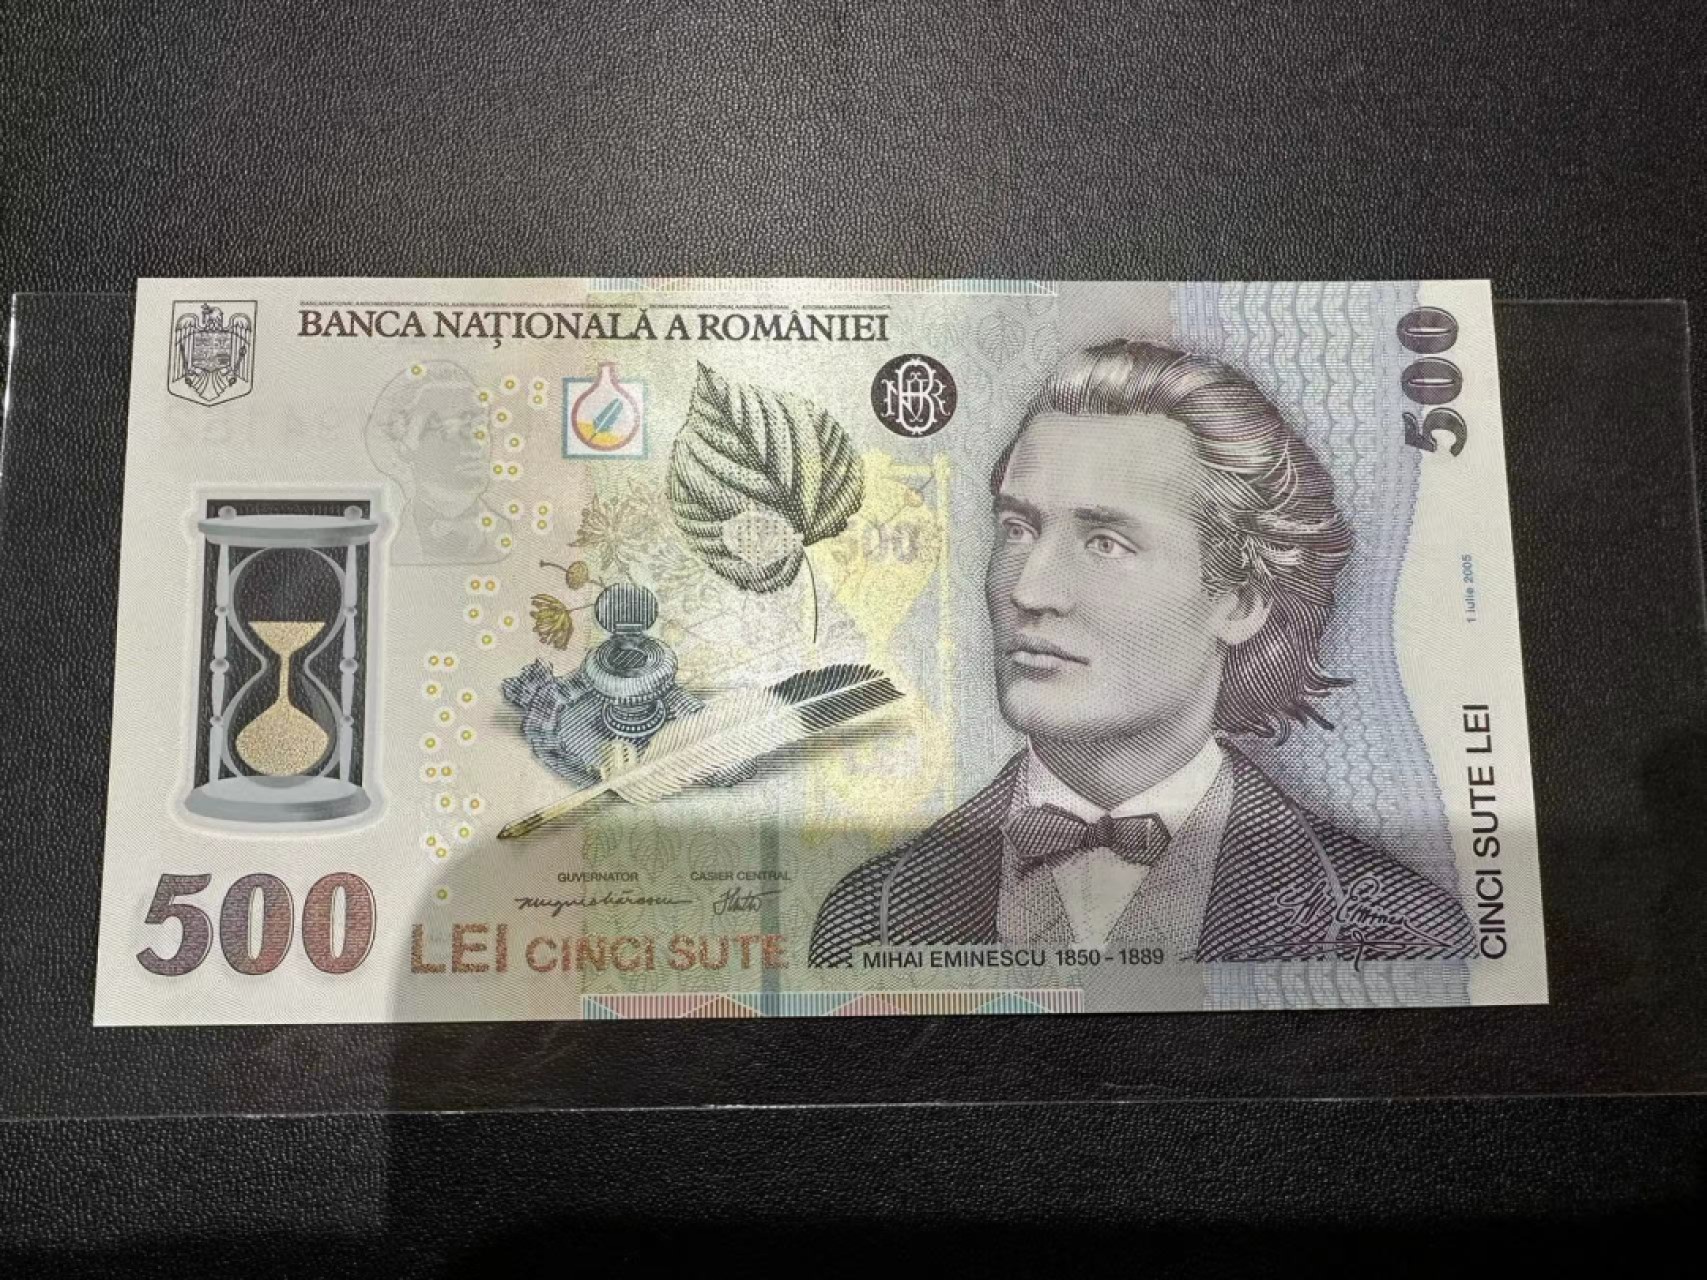 BANCA NAȚIONALĂ A ROMÂNIEI
500
500
1 iulie 2005
CINCI SUTE LEI
GUVERNATOR CASIER CENTRAL
500 LEI CINCI SUTE
MIHAI EMINESCU 1850 - 1889